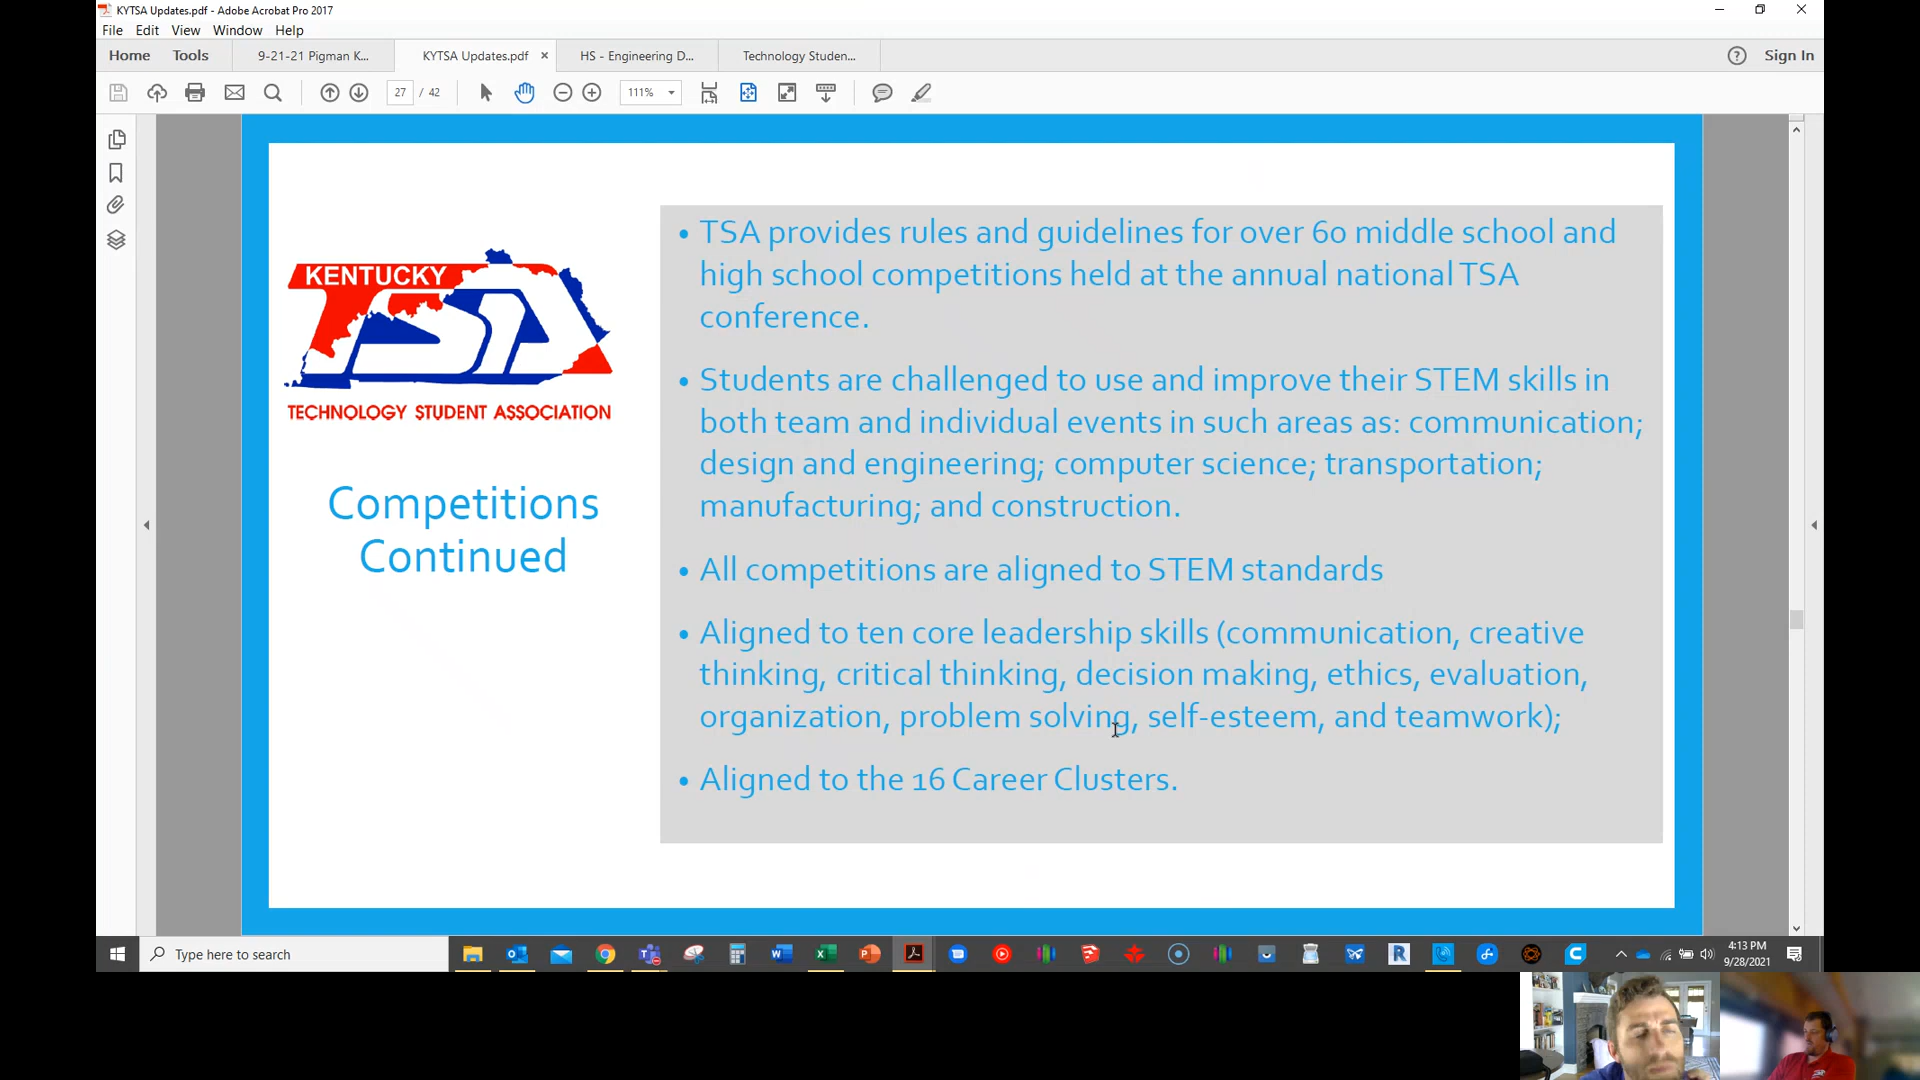 KYTSA Updates.pdf - Adobe Acrobat Pro 2017
File Edit View Window Help
Home Tools 9-21-21 Pigman K... KYTSA Updates.pdf × HS - Engineering D... Technology Studen... Sign In
27 / 42 111%
KENTUCKY
TSA
TECHNOLOGY STUDENT ASSOCIATION
Competitions
Continued
• TSA provides rules and guidelines for over 60 middle school and
high school competitions held at the annual national TSA
conference.
• Students are challenged to use and improve their STEM skills in
both team and individual events in such areas as: communication;
design and engineering; computer science; transportation;
manufacturing; and construction.
• All competitions are aligned to STEM standards
• Aligned to ten core leadership skills (communication, creative
thinking, critical thinking, decision making, ethics, evaluation,
organization, problem solving, self-esteem, and teamwork);
• Aligned to the 16 Career Clusters.
Type here to search
4:13 PM
9/28/2021